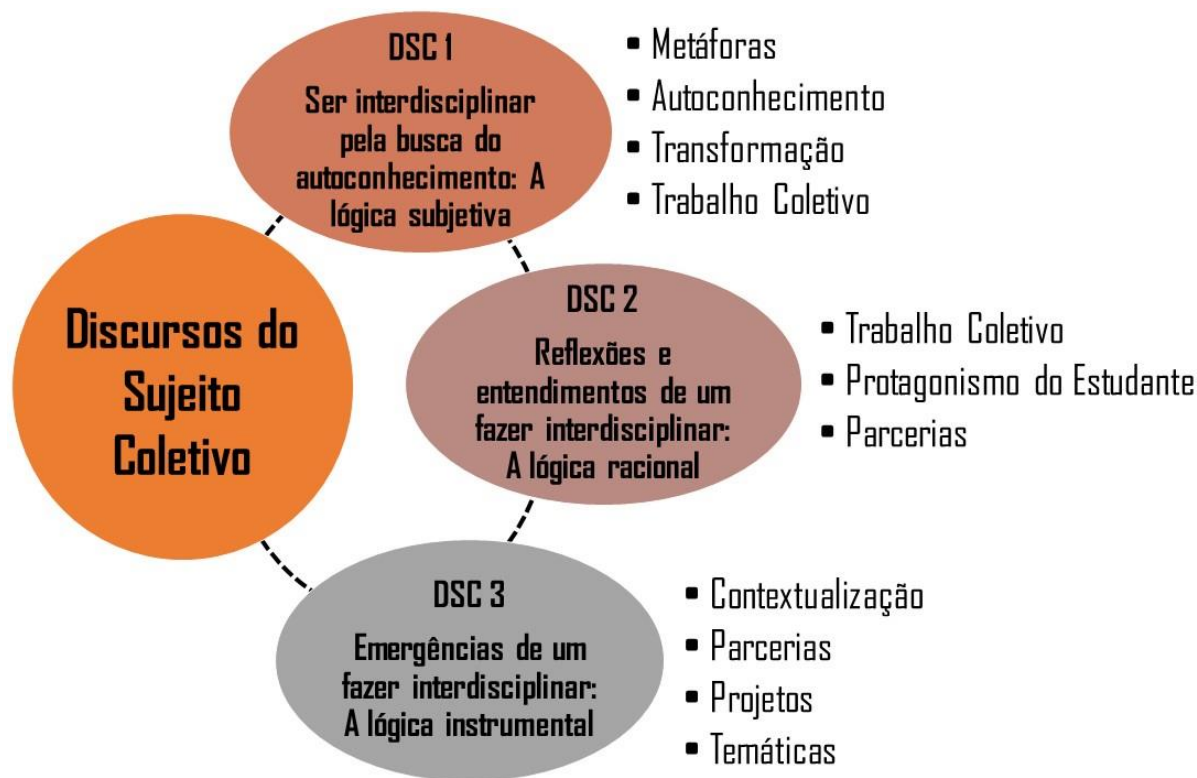 Discursos do
Sujeito
Coletivo
DSC 1
Ser interdisciplinar
pela busca do
autoconhecimento: A
lógica subjetiva
▪ Metáforas
▪ Autoconhecimento
▪ Transformação
▪ Trabalho Coletivo
DSC 2
Reflexões e
entendimentos de um
fazer interdisciplinar:
A lógica racional
▪ Trabalho Coletivo
▪ Protagonismo do Estudante
▪ Parcerias
DSC 3
Emergências de um
fazer interdisciplinar:
A lógica instrumental
▪ Contextualização
▪ Parcerias
▪ Projetos
▪ Temáticas